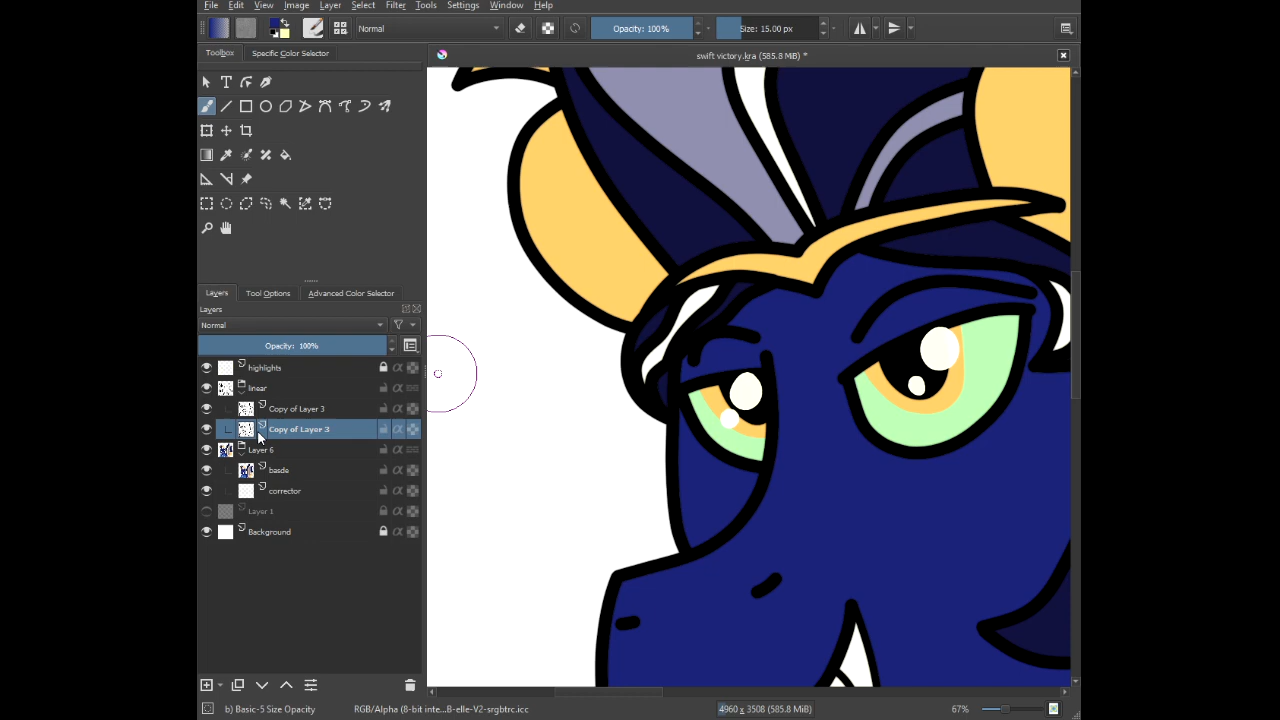 File Edit View Image Layer Select Filter Tools Settings Window Help
Normal Opacity: 100% Size: 15.00 px
Toolbox Specific Color Selector
swift victory.kra (585.8 MiB) *
Layers Tool Options Advanced Color Selector
Layers
Normal
Opacity: 100%
highlights
linear
Copy of Layer 3
Copy of Layer 3
Layer 6
basde
corrector
Layer 1
Background
b) Basic-5 Size Opacity RGB/Alpha (8-bit inte...B-elle-V2-srgbtrc.icc 4960 x 3508 (585.8 MiB) 67%